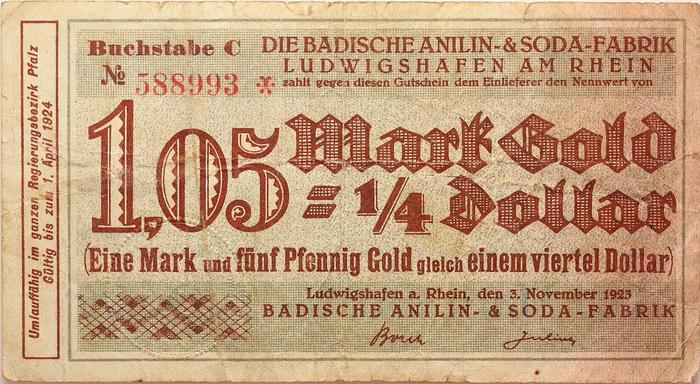 Umlauffähig im ganzen Regierungsbezirk Pfalz
Gültig bis zum 1. April 1924
Buchstabe C
№ 588993 *
DIE BADISCHE ANILIN-&SODA-FABRIK
LUDWIGSHAFEN AM RHEIN
zahlt gegen diesen Gutschein dem Einlieferer den Nennwert von
1,05 Mark Gold
= 1/4 Dollar
(Eine Mark und fünf Pfennig Gold gleich einem viertel Dollar)
Ludwigshafen a. Rhein, den 3. November 1923
BADISCHE ANILIN- & SODA-FABRIK